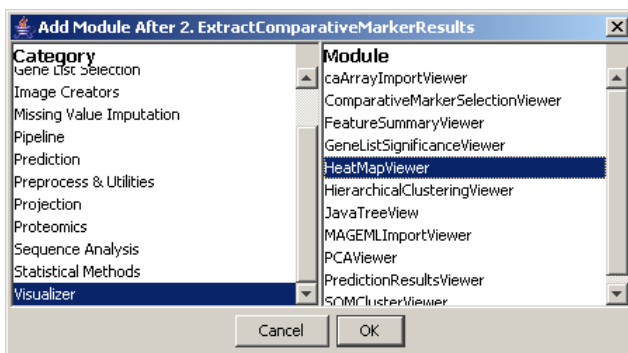 Add Module After 2. ExtractComparativeMarkerResults
Category
Gene List Selection
Image Creators
Missing Value Imputation
Pipeline
Prediction
Preprocess & Utilities
Projection
Proteomics
Sequence Analysis
Statistical Methods
Visualizer
Module
caArrayImportViewer
ComparativeMarkerSelectionViewer
FeatureSummaryViewer
GeneListSignificanceViewer
HeatMapViewer
HierarchicalClusteringViewer
JavaTreeView
MAGEMLImportViewer
PCAViewer
PredictionResultsViewer
SOMClusterViewer
Cancel
OK